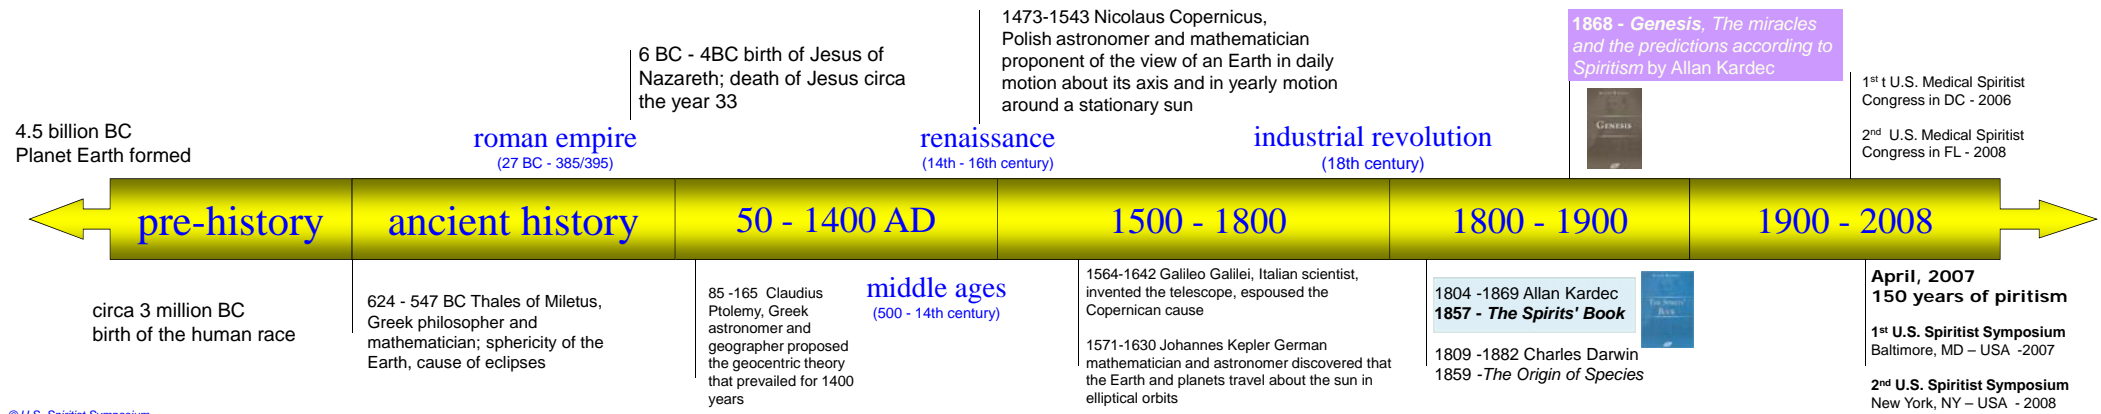 4.5 billion BC
Planet Earth formed
roman empire
(27 BC - 385/395)
6 BC - 4BC birth of Jesus of
Nazareth; death of Jesus circa
the year 33
renaissance
(14th - 16th century)
1473-1543 Nicolaus Copernicus,
Polish astronomer and mathematician
proponent of the view of an Earth in daily
motion about its axis and in yearly motion
around a stationary sun
industrial revolution
(18th century)
1868 - Genesis, The miracles
and the predictions according to
Spiritism by Allan Kardec
GENESIS
1st t U.S. Medical Spiritist
Congress in DC - 2006
2nd U.S. Medical Spiritist
Congress in FL - 2008
pre-history
ancient history
50 - 1400 AD
1500 - 1800
1800 - 1900
1900 - 2008
circa 3 million BC
birth of the human race
624 - 547 BC Thales of Miletus,
Greek philosopher and
mathematician; sphericity of the
Earth, cause of eclipses
85 -165 Claudius
Ptolemy, Greek
astronomer and
geographer proposed
the geocentric theory
that prevailed for 1400
years
middle ages
(500 - 14th century)
1564-1642 Galileo Galilei, Italian scientist,
invented the telescope, espoused the
Copernican cause
1571-1630 Johannes Kepler German
mathematician and astronomer discovered that
the Earth and planets travel about the sun in
elliptical orbits
1804 -1869 Allan Kardec
1857 - The Spirits' Book
THE SPIRITS'
BOOK
1809 -1882 Charles Darwin
1859 -The Origin of Species
April, 2007
150 years of piritism
1st U.S. Spiritist Symposium
Baltimore, MD – USA -2007
2nd U.S. Spiritist Symposium
New York, NY – USA - 2008
© U.S. Spiritist Symposium